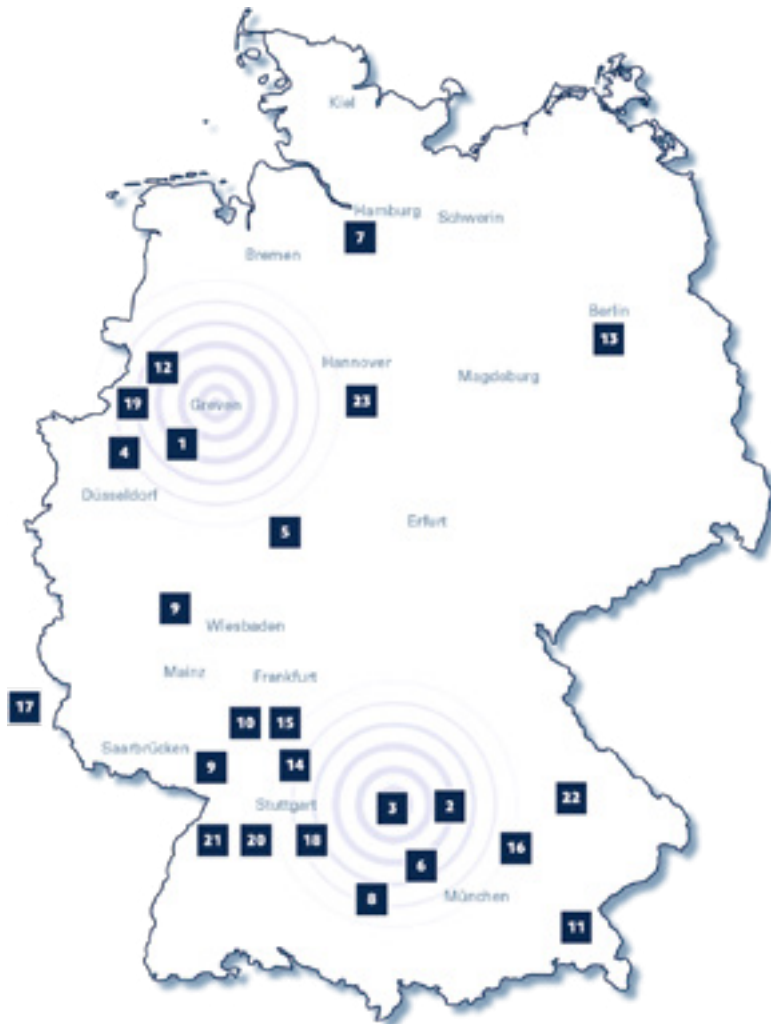 Kiel
Hamburg
Schwerin
7
Bremen
Berlin
13
Hannover
12
Magdeburg
19
Greven
23
1
4
Düsseldorf
Erfurt
5
9
Wiesbaden
Mainz
Frankfurt
17
10
15
Saarbrücken
9
14
22
Stuttgart
3
2
21
20
18
16
6
8
München
11